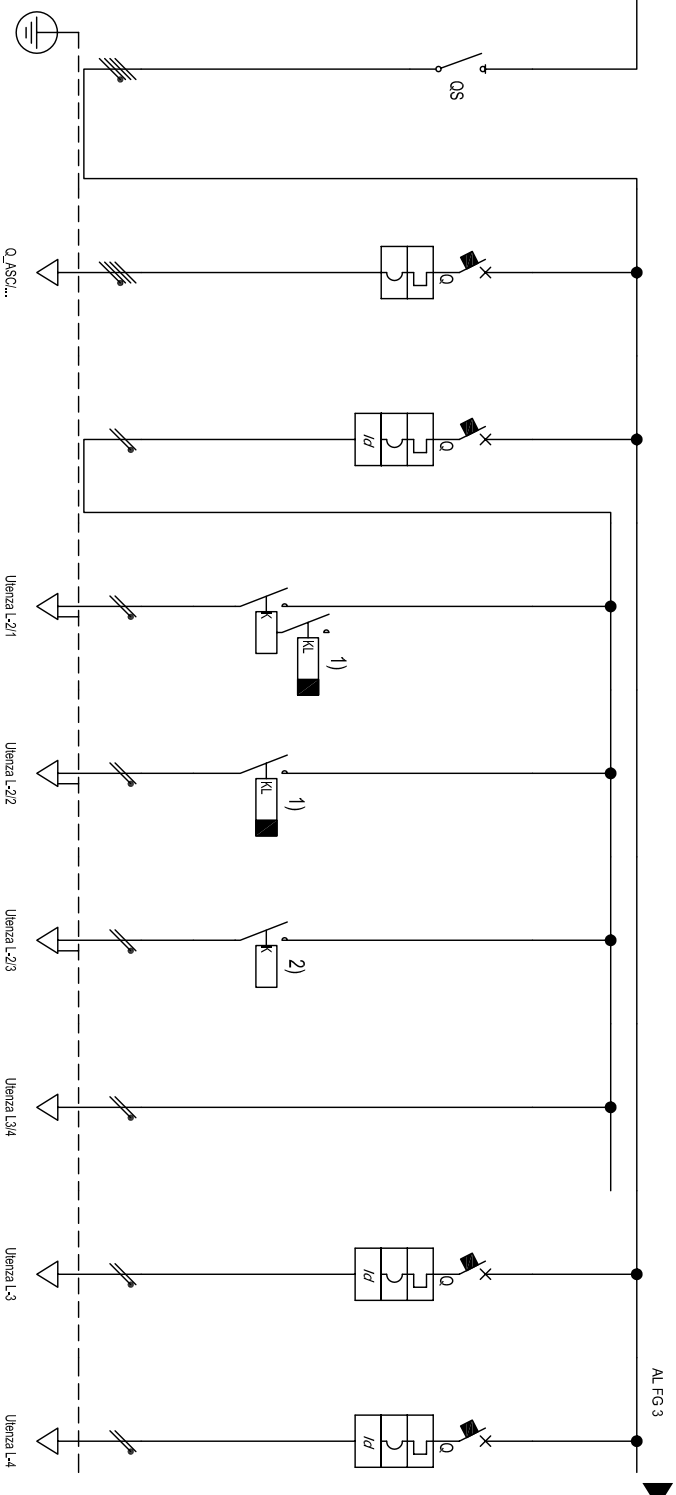 QS
AL FG 3
Q
Q
Id
K
KL
1)
KL
1)
K
2)
Q
Id
Q
Id
Q_ASC/...
Utenza L-2/1
Utenza L-2/2
Utenza L-2/3
Utenza L3/4
Utenza L-3
Utenza L-4